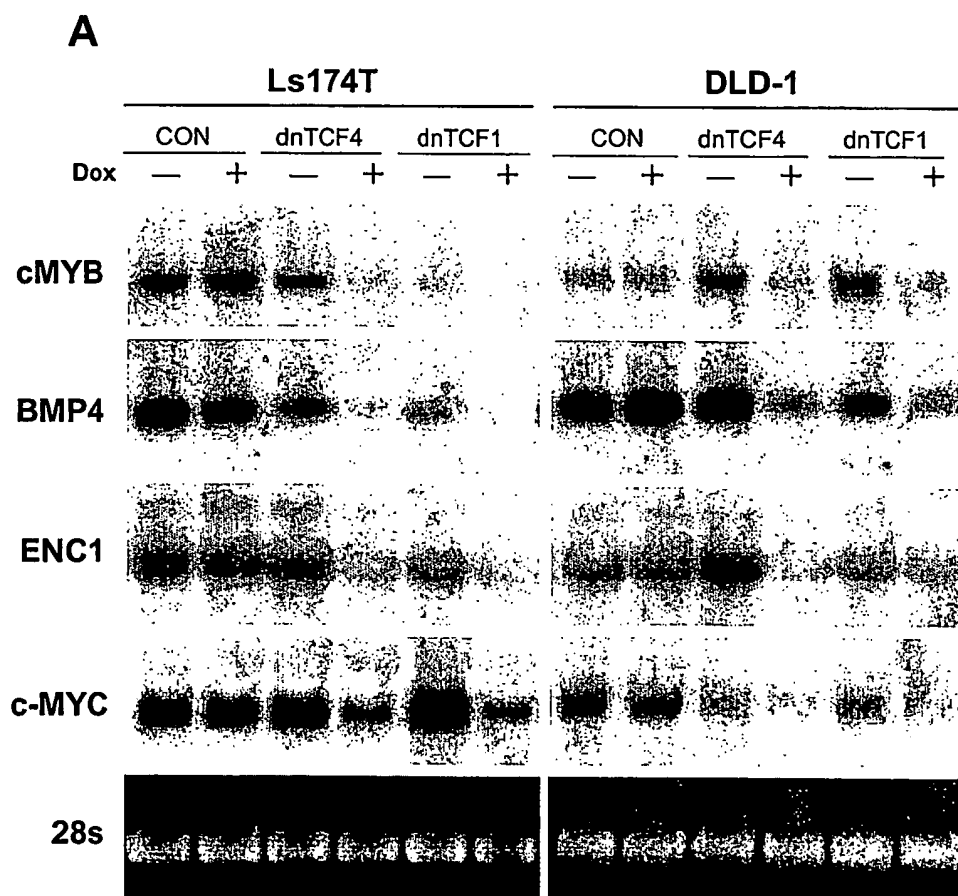 A
Ls174T DLD-1
CON dnTCF4 dnTCF1 CON dnTCF4 dnTCF1
Dox — + — + — + — + — + — +
cMYB
BMP4
ENC1
c-MYC
28s